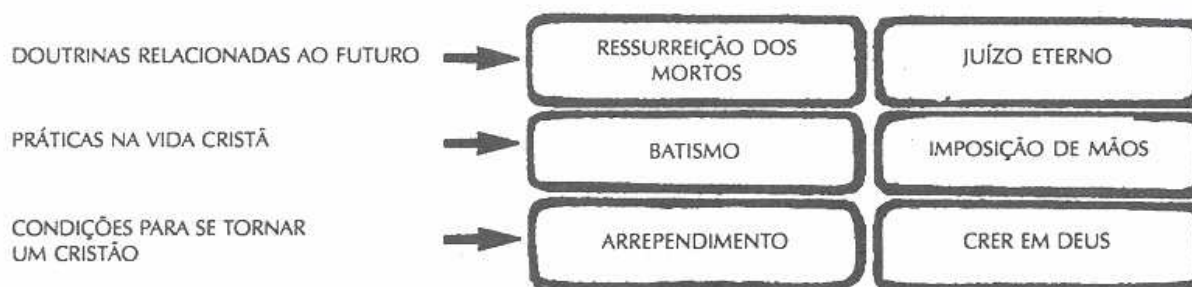 DOUTRINAS RELACIONADAS AO FUTURO
RESSURREIÇÃO DOS
MORTOS
JUÍZO ETERNO
PRÁTICAS NA VIDA CRISTÃ
BATISMO
IMPOSIÇÃO DE MÃOS
CONDIÇÕES PARA SE TORNAR
UM CRISTÃO
ARREPENDIMENTO
CRER EM DEUS